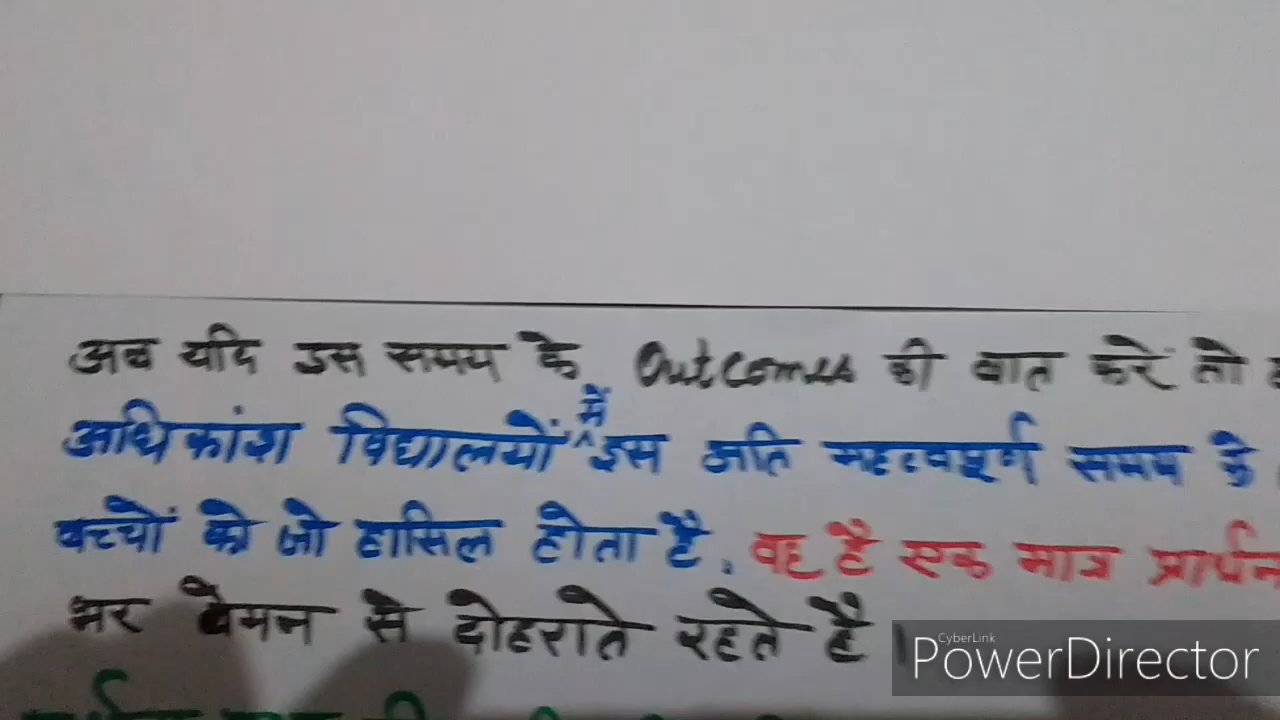 अब यदि उस समय के Outcomes की बात करें तो
अधिकांश विद्यालयों में इस अति महत्वपूर्ण समय के
बच्चों को जो हासिल होता है, वह है एक मात्र
भर बेमन से दोहराते रहते हैं।
CyberLink
PowerDirector